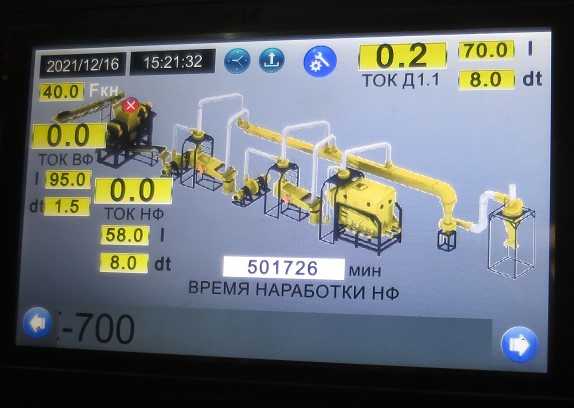 2021/12/16 15:21:32
0.2 70.0 I
ТОК Д1.1 8.0 dt
40.0 Fкн
0.0
ТОК ВФ
I 95.0
dt 1.5
0.0
ТОК НФ
58.0 I
8.0 dt
501726 мин
ВРЕМЯ НАРАБОТКИ НФ
-700